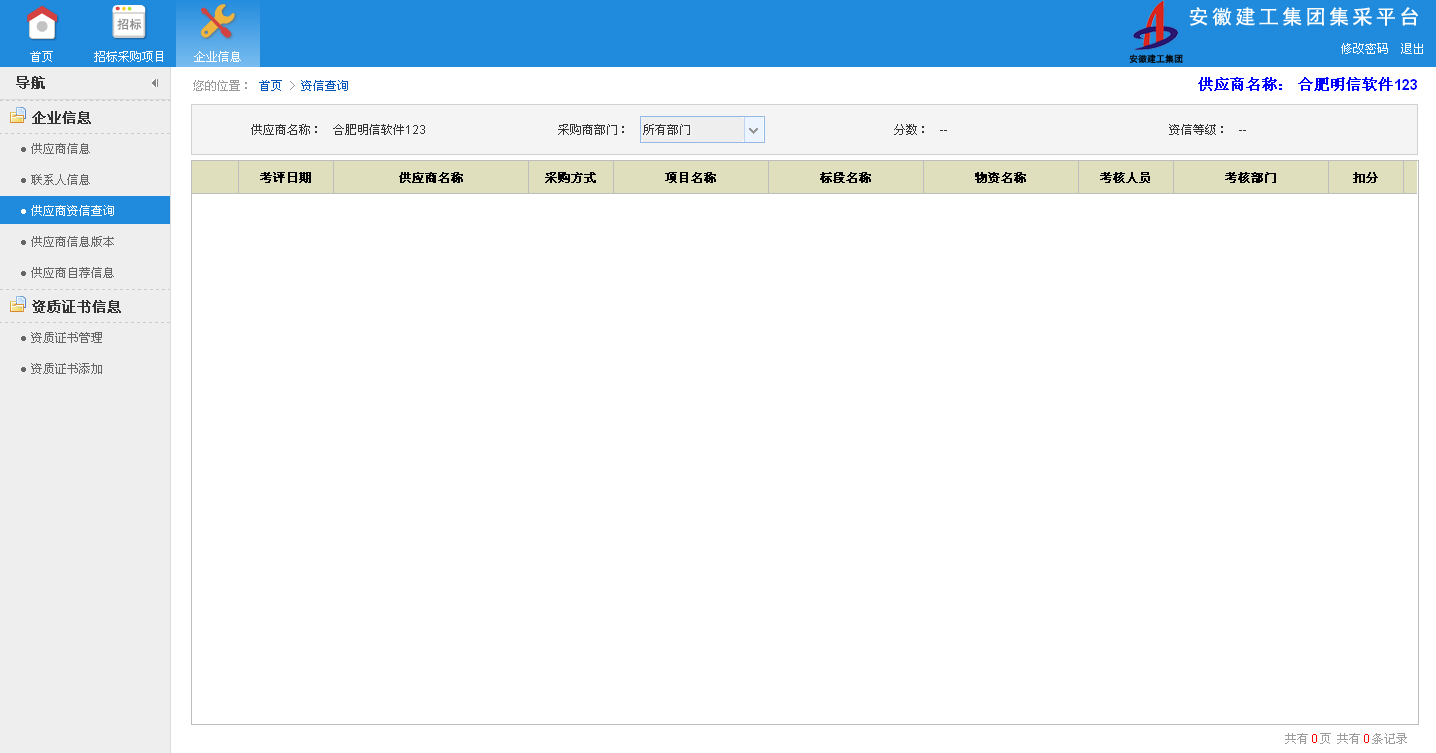 首页
招标
招标采购项目
企业信息
安徽建工集团
安徽建工集团集采平台
修改密码 退出
导航
企业信息
供应商信息
联系人信息
供应商资信查询
供应商信息版本
供应商自荐信息
资质证书信息
资质证书管理
资质证书添加
您的位置： 首页 > 资信查询
供应商名称： 合肥明信软件123
供应商名称： 合肥明信软件123 采购商部门： 所有部门 分数： -- 资信等级： --
考评日期 供应商名称 采购方式 项目名称 标段名称 物资名称 考核人员 考核部门 扣分
共有0页 共有0条记录